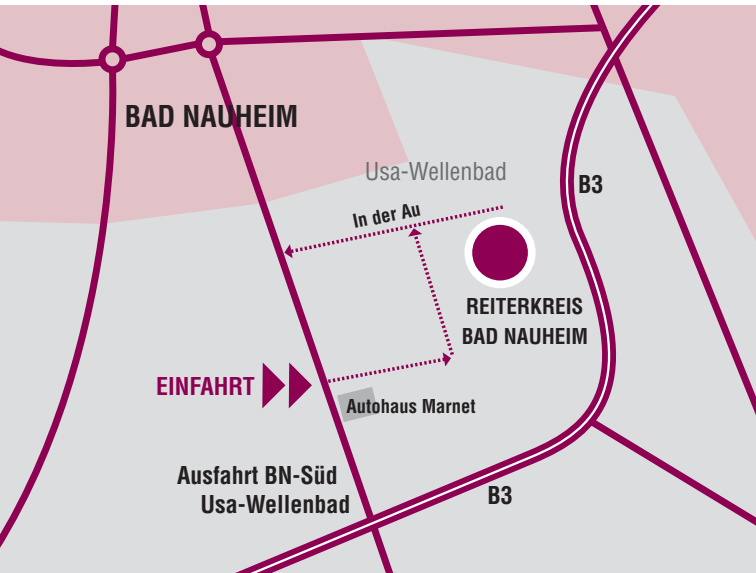 BAD NAUHEIM
Usa-Wellenbad
B3
In der Au
REITERKREIS
BAD NAUHEIM
EINFAHRT
Autohaus Marnet
Ausfahrt BN-Süd
Usa-Wellenbad
B3